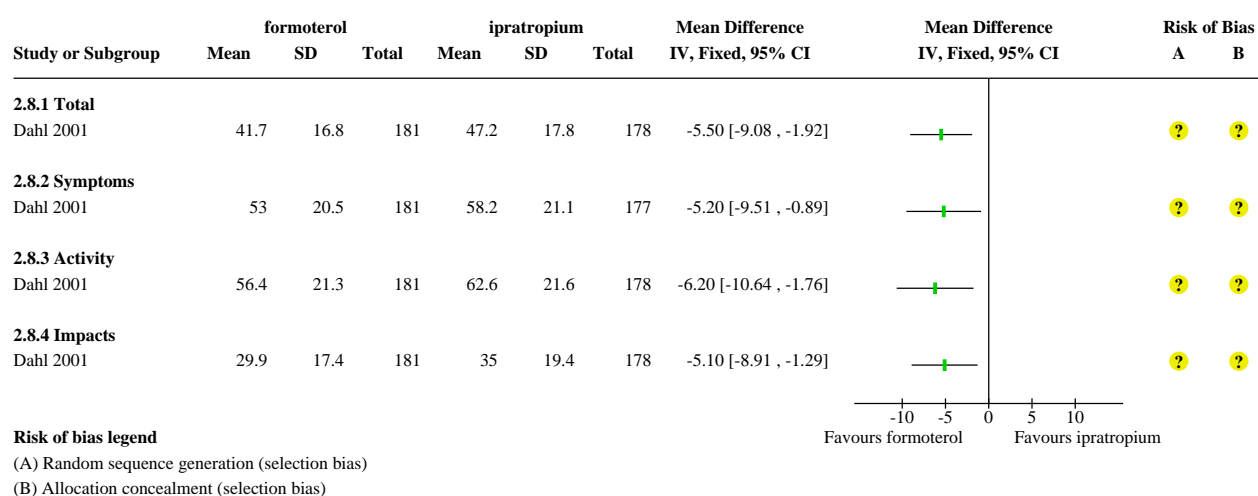 formoterol ipratropium Mean Difference Mean Difference Risk of Bias
Study or Subgroup Mean SD Total Mean SD Total IV, Fixed, 95% CI IV, Fixed, 95% CI A B
2.8.1 Total
Dahl 2001 41.7 16.8 181 47.2 17.8 178 -5.50 [-9.08 , -1.92] ? ?
2.8.2 Symptoms
Dahl 2001 53 20.5 181 58.2 21.1 177 -5.20 [-9.51 , -0.89] ? ?
2.8.3 Activity
Dahl 2001 56.4 21.3 181 62.6 21.6 178 -6.20 [-10.64 , -1.76] ? ?
2.8.4 Impacts
Dahl 2001 29.9 17.4 181 35 19.4 178 -5.10 [-8.91 , -1.29] ? ?
-10 -5 0 5 10
Risk of bias legend Favours formoterol Favours ipratropium
(A) Random sequence generation (selection bias)
(B) Allocation concealment (selection bias)